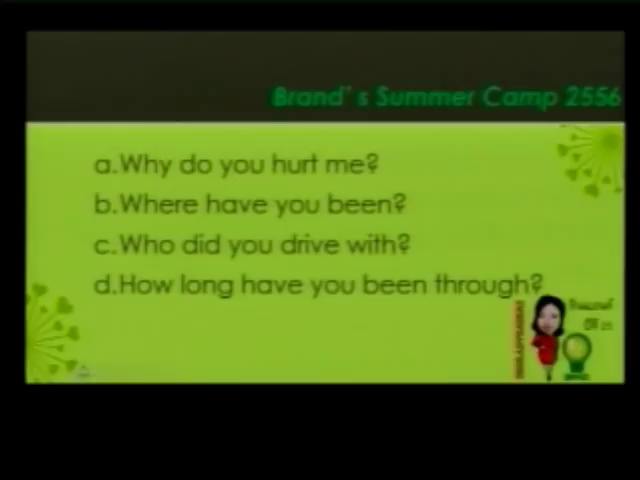 Brand's Summer Camp 2556
a.Why do you hurt me?
b.Where have you been?
c.Who did you drive with?
d.How long have you been through?